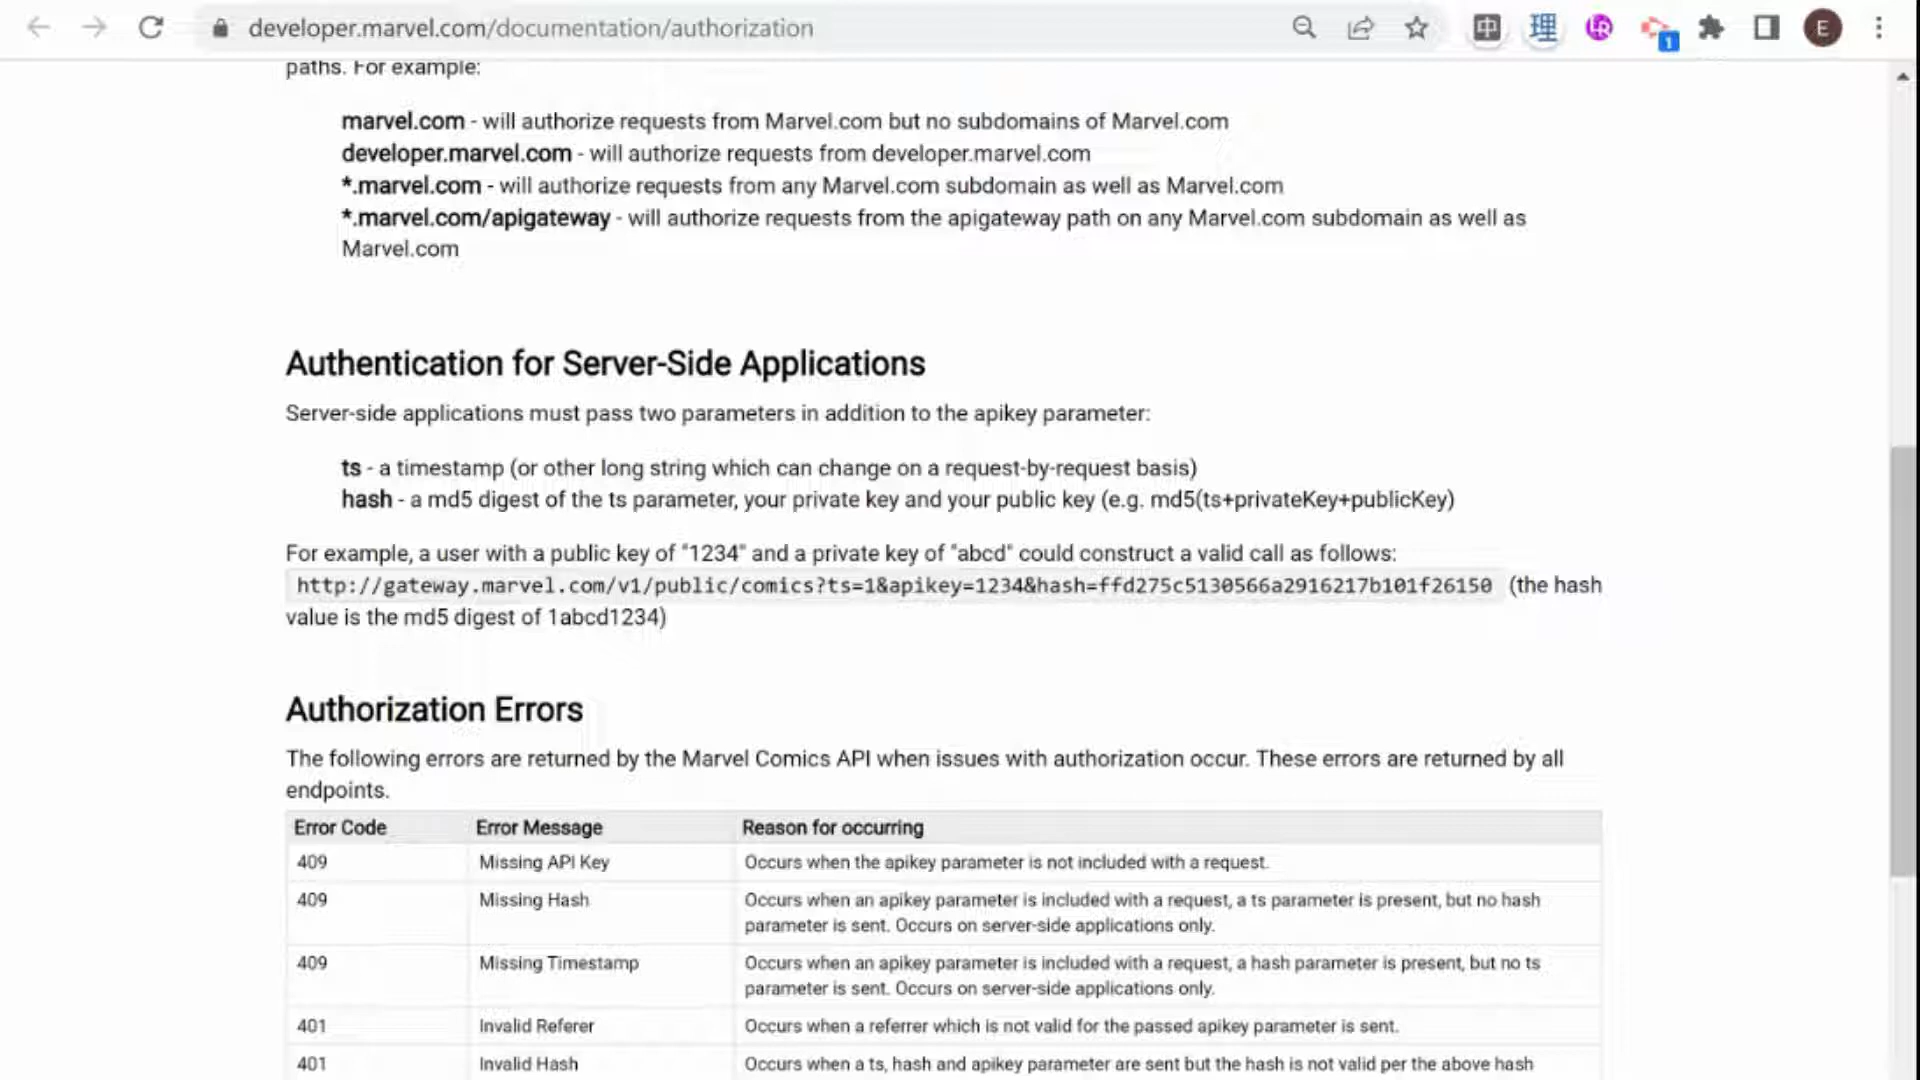 developer.marvel.com/documentation/authorization
中
理
LR
1
E
paths. For example:
marvel.com - will authorize requests from Marvel.com but no subdomains of Marvel.com
developer.marvel.com - will authorize requests from developer.marvel.com
*.marvel.com - will authorize requests from any Marvel.com subdomain as well as Marvel.com
*.marvel.com/apigateway - will authorize requests from the apigateway path on any Marvel.com subdomain as well as
Marvel.com
Authentication for Server-Side Applications
Server-side applications must pass two parameters in addition to the apikey parameter:
ts - a timestamp (or other long string which can change on a request-by-request basis)
hash - a md5 digest of the ts parameter, your private key and your public key (e.g. md5(ts+privateKey+publicKey)
For example, a user with a public key of "1234" and a private key of "abcd" could construct a valid call as follows:
http://gateway.marvel.com/v1/public/comics?ts=1&apikey=1234&hash=ffd275c5130566a2916217b101f26150 (the hash
value is the md5 digest of 1abcd1234)
Authorization Errors
The following errors are returned by the Marvel Comics API when issues with authorization occur. These errors are returned by all
endpoints.
Error Code Error Message Reason for occurring
409 Missing API Key Occurs when the apikey parameter is not included with a request.
409 Missing Hash Occurs when an apikey parameter is included with a request, a ts parameter is present, but no hash
parameter is sent. Occurs on server-side applications only.
409 Missing Timestamp Occurs when an apikey parameter is included with a request, a hash parameter is present, but no ts
parameter is sent. Occurs on server-side applications only.
401 Invalid Referer Occurs when a referrer which is not valid for the passed apikey parameter is sent.
401 Invalid Hash Occurs when a ts, hash and apikey parameter are sent but the hash is not valid per the above hash